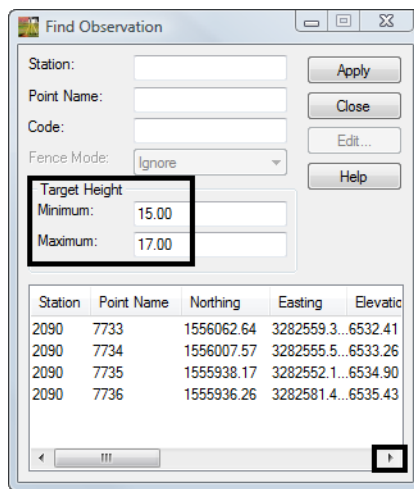 Find Observation
Station:
Apply
Point Name:
Close
Code:
Edit...
Fence Mode: Ignore
Help
Target Height
Minimum: 15.00
Maximum: 17.00
Station Point Name Northing Easting Elevatic
2090 7733 1556062.64 3282559.3...6532.41
2090 7734 1556007.57 3282555.5...6533.26
2090 7735 1555938.17 3282552.1...6534.90
2090 7736 1555936.26 3282581.4...6535.43